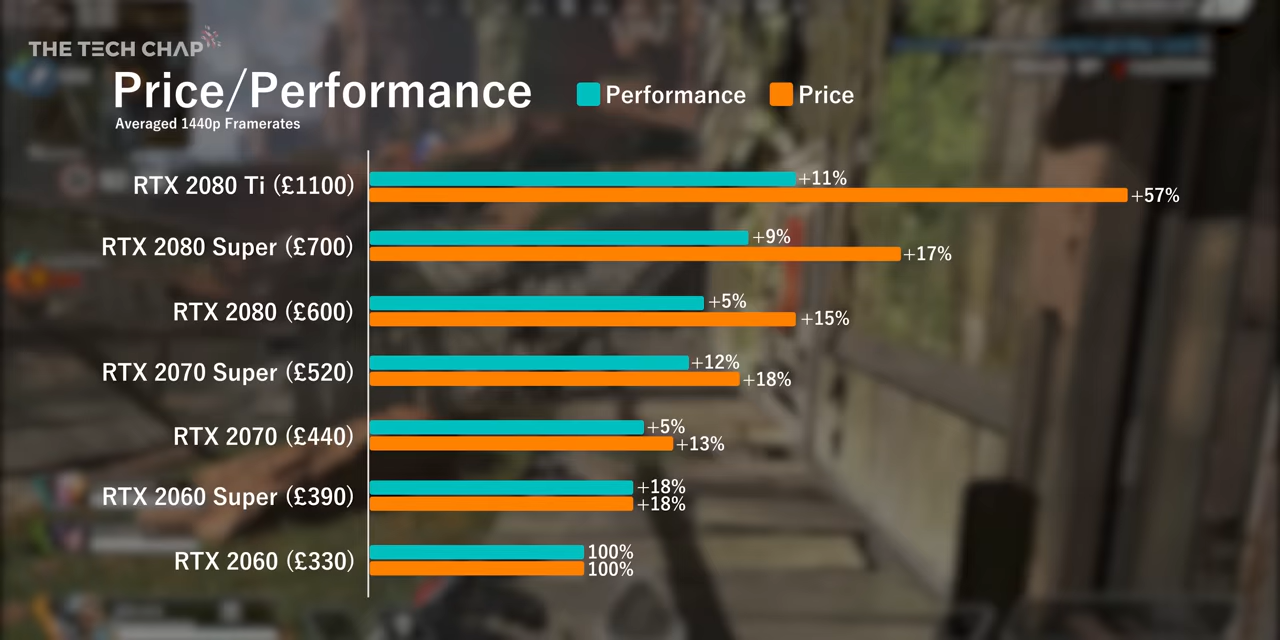 THE TECH CHAP
Price/Performance
Performance
Price
Averaged 1440p Framerates
RTX 2080 Ti (£1100)
+11%
+57%
RTX 2080 Super (£700)
+9%
+17%
RTX 2080 (£600)
+5%
+15%
RTX 2070 Super (£520)
+12%
+18%
RTX 2070 (£440)
+5%
+13%
RTX 2060 Super (£390)
+18%
+18%
RTX 2060 (£330)
100%
100%